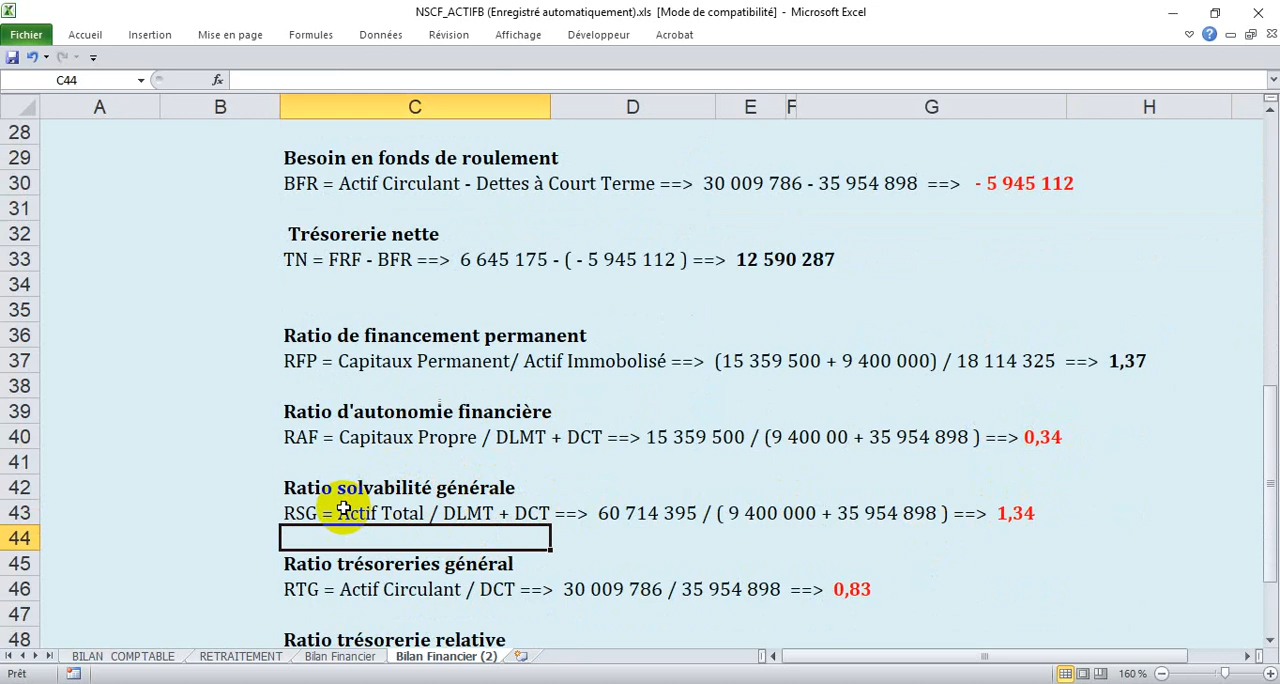 NSCF_ACTIFB (Enregistré automatiquement).xls [Mode de compatibilité] - Microsoft Excel
Fichier Accueil Insertion Mise en page Formules Données Révision Affichage Développeur Acrobat
C44 fx
A B C D E F G H
28
29 Besoin en fonds de roulement
30 BFR = Actif Circulant - Dettes à Court Terme ==> 30 009 786 - 35 954 898 ==> - 5 945 112
31
32 Trésorerie nette
33 TN = FRF - BFR ==> 6 645 175 - ( - 5 945 112 ) ==> 12 590 287
34
35
36 Ratio de financement permanent
37 RFP = Capitaux Permanent/ Actif Immobolisé ==> (15 359 500 + 9 400 000) / 18 114 325 ==> 1,37
38
39 Ratio d'autonomie financière
40 RAF = Capitaux Propre / DLMT + DCT ==> 15 359 500 / (9 400 00 + 35 954 898 ) ==> 0,34
41
42 Ratio solvabilité générale
43 RSG = Actif Total / DLMT + DCT ==> 60 714 395 / ( 9 400 000 + 35 954 898 ) ==> 1,34
44
45 Ratio trésoreries général
46 RTG = Actif Circulant / DCT ==> 30 009 786 / 35 954 898 ==> 0,83
47
48 Ratio trésorerie relative
BILAN COMPTABLE RETRAITEMENT Bilan Financier Bilan Financier (2)
Prêt 160 %